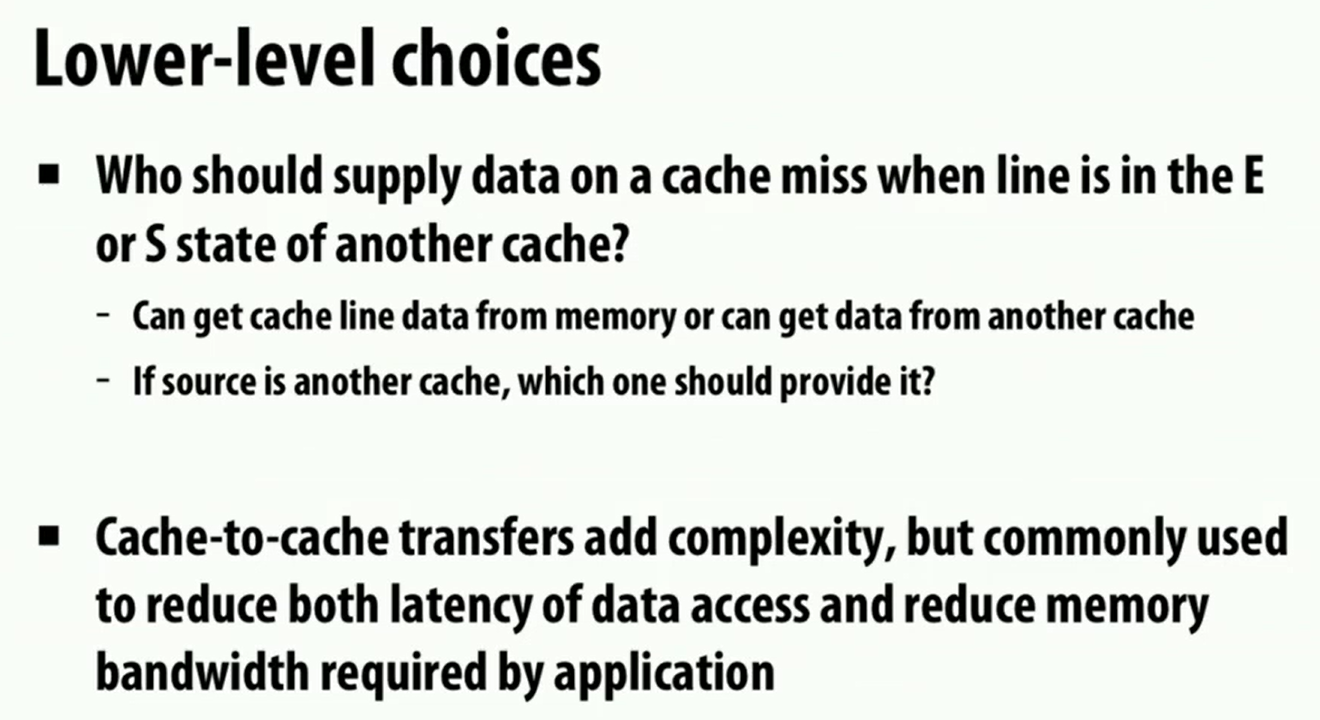 Lower-level choices
▪ Who should supply data on a cache miss when line is in the E
or S state of another cache?
- Can get cache line data from memory or can get data from another cache
- If source is another cache, which one should provide it?
▪ Cache-to-cache transfers add complexity, but commonly used
to reduce both latency of data access and reduce memory
bandwidth required by application